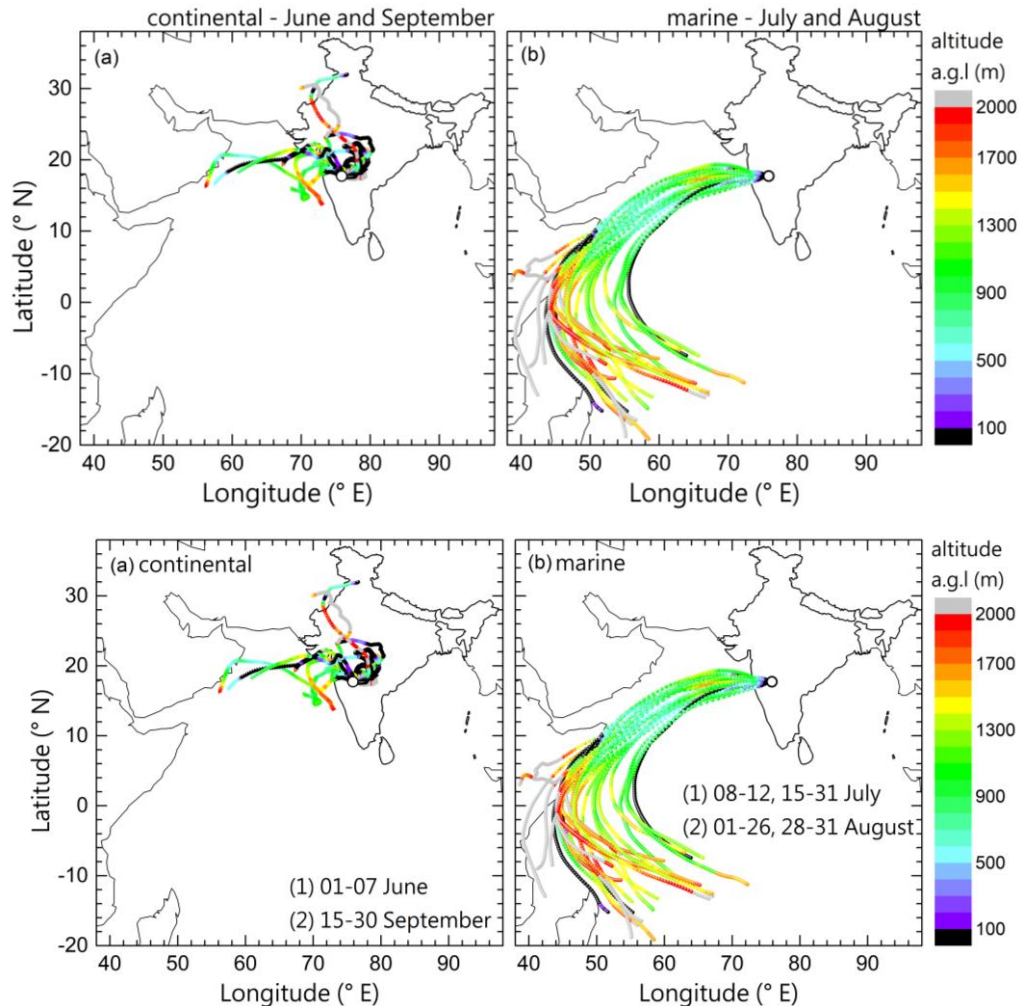 continental - June and September
marine - July and August
(a)
(b)
altitude
a.g.l (m)
30
20
10
0
-10
-20
Latitude (° N)
2000
1700
1300
900
500
100
40 50 60 70 80 90
40 50 60 70 80 90
Longitude (° E)
Longitude (° E)
(a) continental
(b) marine
altitude
a.g.l (m)
30
20
10
0
-10
-20
Latitude (° N)
2000
1700
1300
900
500
100
(1) 01-07 June
(2) 15-30 September
(1) 08-12, 15-31 July
(2) 01-26, 28-31 August
40 50 60 70 80 90
40 50 60 70 80 90
Longitude (° E)
Longitude (° E)